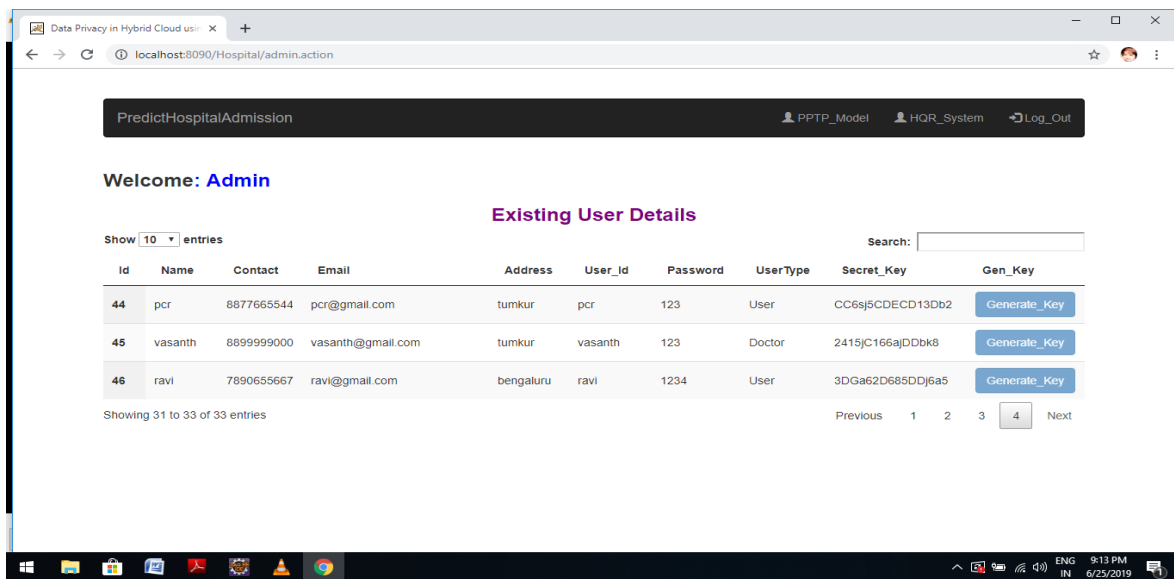 Data Privacy in Hybrid Cloud usin
localhost:8090/Hospital/admin.action
PredictHospitalAdmission PPTP_Model HQR_System Log_Out
Welcome: Admin
Existing User Details
Show 10 entries Search:
Id Name Contact Email Address User_Id Password UserType Secret_Key Gen_Key
44 pcr 8877665544 pcr@gmail.com tumkur pcr 123 User CC6sj5CDECD13Db2 Generate_Key
45 vasanth 8899999000 vasanth@gmail.com tumkur vasanth 123 Doctor 2415jC166ajDDbk8 Generate_Key
46 ravi 7890655667 ravi@gmail.com bengaluru ravi 1234 User 3DGa62D685DDj6a5 Generate_Key
Showing 31 to 33 of 33 entries Previous 1 2 3 4 Next
ENG 9:13 PM
IN 6/25/2019